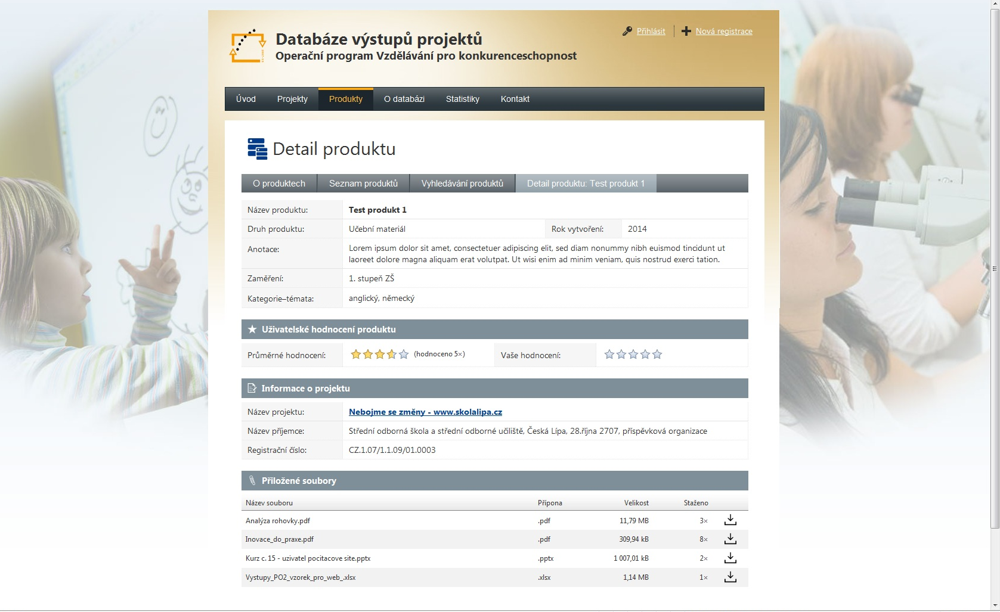 Databáze výstupů projektů
Operační program Vzdělávání pro konkurenceschopnost
Přihlásit
Nová registrace
Úvod Projekty Produkty O databázi Statistiky Kontakt
Detail produktu
O produktech Seznam produktů Vyhledávání produktů Detail produktu: Test produkt 1
Název produktu: Test produkt 1
Druh produktu: Učební materiál Rok vytvoření: 2014
Anotace: Lorem ipsum dolor sit amet, consectetuer adipiscing elit, sed diam nonummy nibh euismod tincidunt ut
laoreet dolore magna aliquam erat volutpat. Ut wisi enim ad minim veniam, quis nostrud exerci tation.
Zaměření: 1. stupeň ZŠ
Kategorie–témata: anglický, německý
Uživatelské hodnocení produktu
Průměrné hodnocení: (hodnoceno 5×) Vaše hodnocení:
Informace o projektu
Název projektu: Nebojme se změny - www.skolalipa.cz
Název příjemce: Střední odborná škola a střední odborné učiliště, Česká Lípa, 28.října 2707, příspěvková organizace
Registrační číslo: CZ.1.07/1.1.09/01.0003
Přiložené soubory
Název souboru Přípona Velikost Staženo
Analýza rohovky.pdf .pdf 11,79 MB 3×
Inovace_do_praxe.pdf .pdf 309,94 kB 8×
Kurz c. 15 - uzivatel pocitacove site.pptx .pptx 1 007,01 kB 2×
Vystupy_PO2_vzorek_pro_web_.xlsx .xlsx 1,14 MB 1×